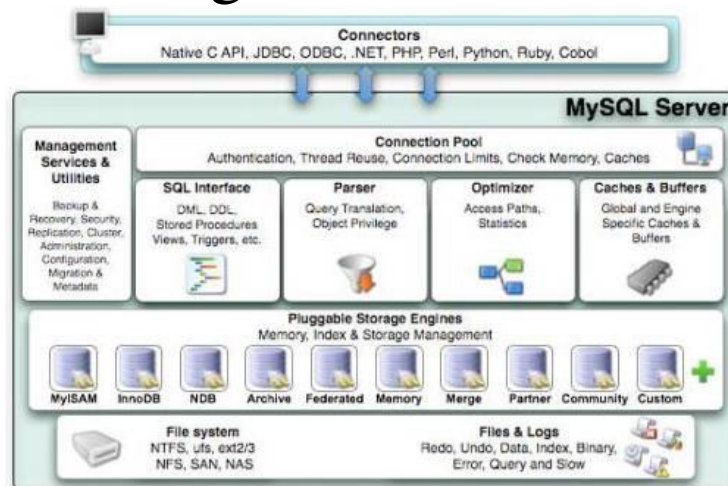 Connectors
Native C API, JDBC, ODBC, .NET, PHP, Perl, Python, Ruby, Cobol
MySQL Server
Management
Services &
Utilities
Backup &
Recovery, Security,
Replication, Cluster,
Administration,
Configuration,
Migration &
Metadata
Connection Pool
Authentication, Thread Reuse, Connection Limits, Check Memory, Caches
SQL Interface
DML, DDL,
Stored Procedures
Views, Triggers, etc.
Parser
Query Translation,
Object Privilege
Optimizer
Access Paths,
Statistics
Caches & Buffers
Global and Engine
Specific Caches &
Buffers
Pluggable Storage Engines
Memory, Index & Storage Management
MyISAM InnoDB NDB Archive Federated Memory Merge Partner Community Custom
File system
NTFS, ufs, ext2/3
NFS, SAN, NAS
Files & Logs
Redo, Undo, Data, Index, Binary,
Error, Query and Slow